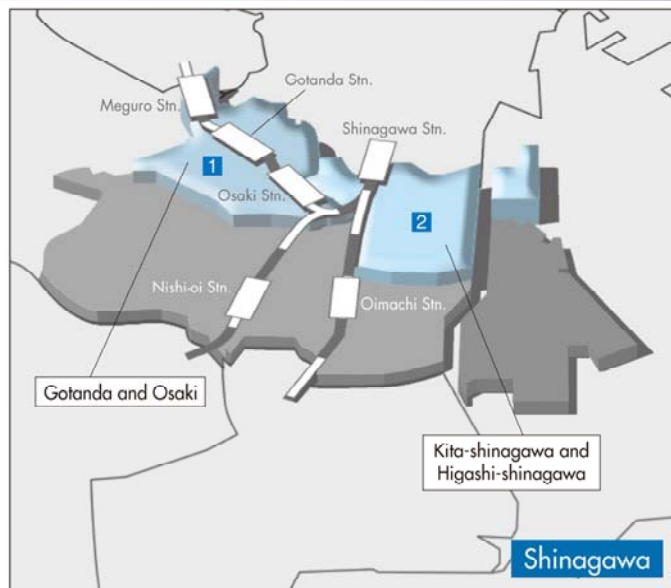 Gotanda Stn.
Meguro Stn.
Shinagawa Stn.
1
Osaki Stn.
2
Nishi-oi Stn.
Oimachi Stn.
Gotanda and Osaki
Kita-shinagawa and
Higashi-shinagawa
Shinagawa